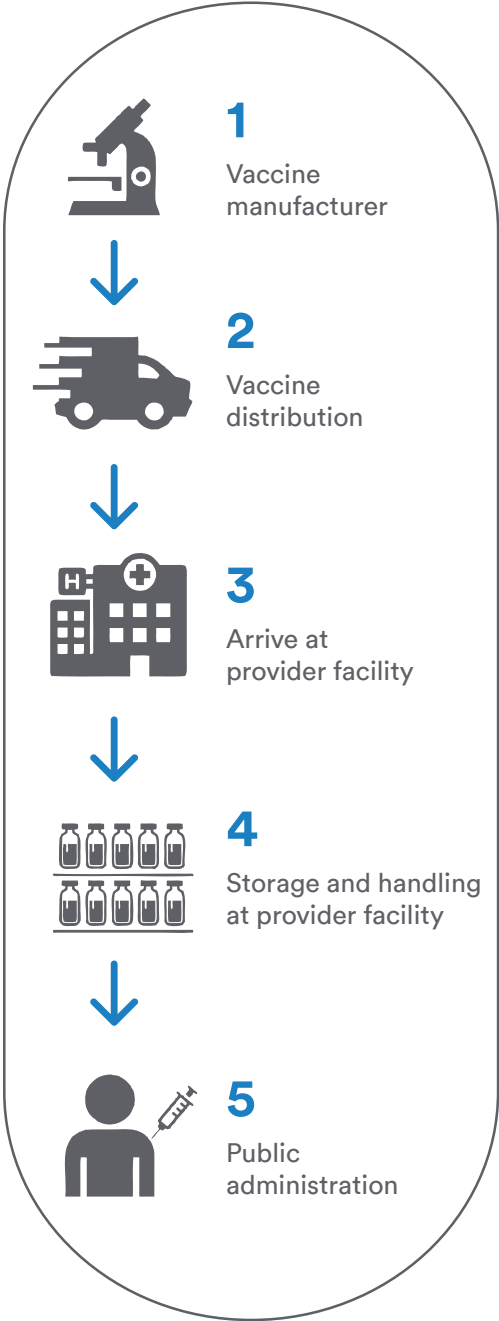 1
Vaccine
manufacturer
2
Vaccine
distribution
H
3
Arrive at
provider facility
4
Storage and handling
at provider facility
5
Public
administration